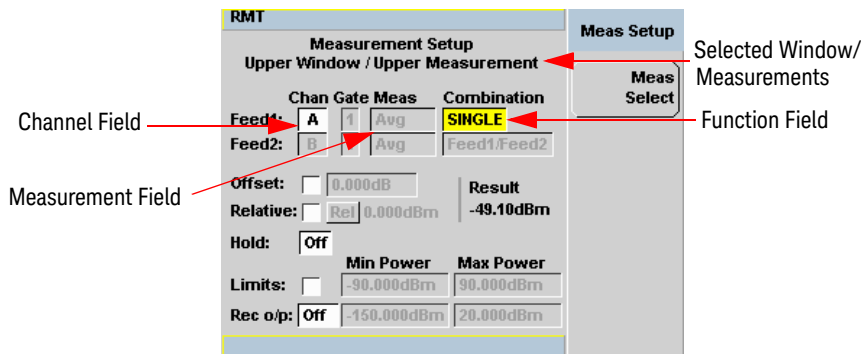 RMT
Meas Setup
Measurement Setup
Upper Window / Upper Measurement
Selected Window/
Measurements
Meas
Select
Chan Gate Meas Combination
Channel Field
Feed1: A 1 Avg SINGLE
Function Field
Feed2: B Avg Feed1/Feed2
Measurement Field
Offset: 0.000dB
Result
Relative: Rel 0.000dBm
-49.10dBm
Hold: Off
Min Power Max Power
Limits: -90.000dBm 90.000dBm
Rec o/p: Off -150.000dBm 20.000dBm